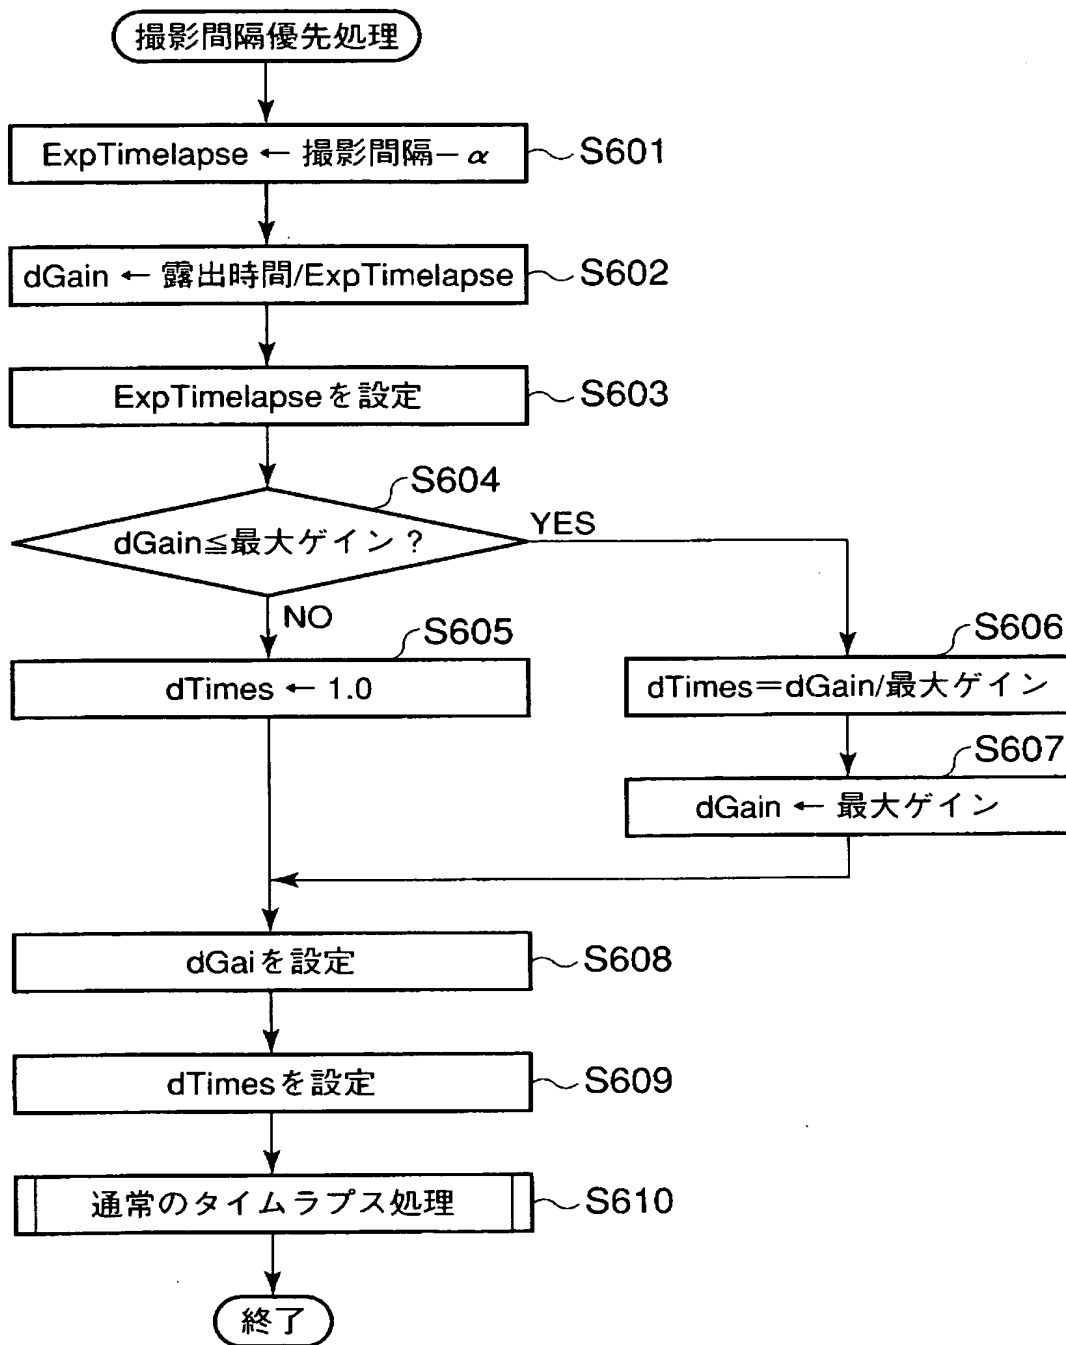 撮影間隔優先処理
ExpTimelapse ← 撮影間隔－α
S601
dGain ← 露出時間/ExpTimelapse
S602
ExpTimelapseを設定
S603
S604
dGain≦最大ゲイン？
YES
NO
S605
dTimes ← 1.0
S606
dTimes＝dGain/最大ゲイン
S607
dGain ← 最大ゲイン
dGaiを設定
S608
dTimesを設定
S609
通常のタイムラプス処理
S610
終了